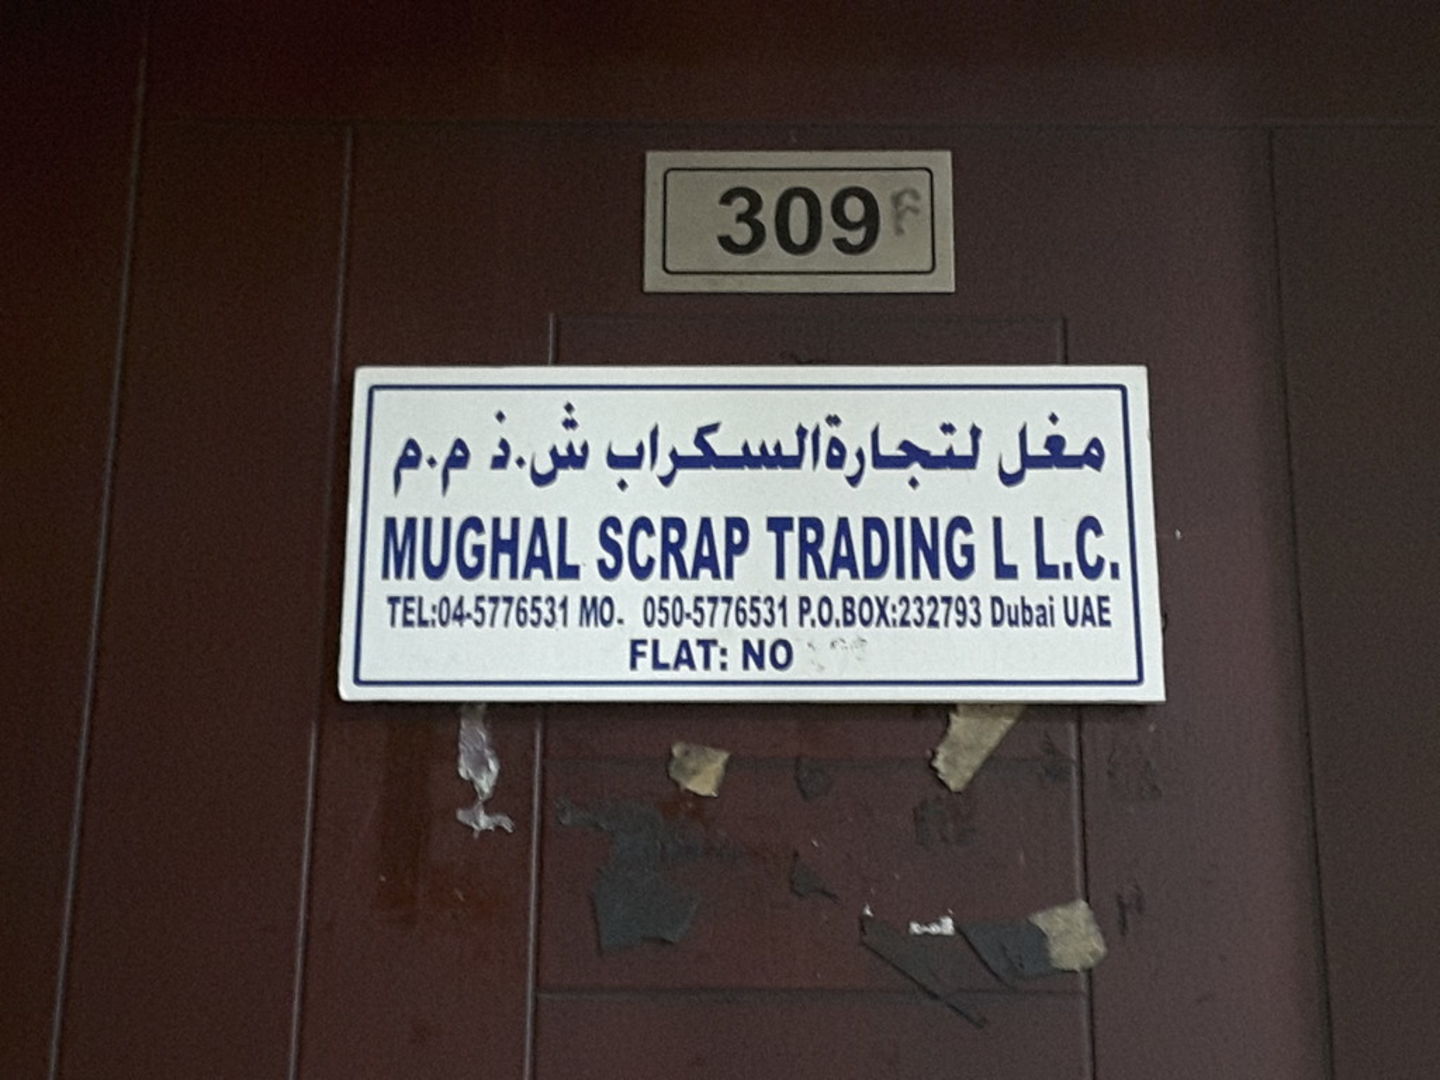 309
مغل لتجارة السكراب ش.ذ م.م
MUGHAL SCRAP TRADING L L.C.
TEL:04-5776531 MO. 050-5776531 P.O.BOX:232793 Dubai UAE
FLAT: NO